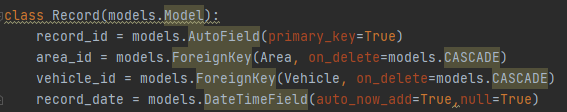 class Record(models.Model):
    record_id = models.AutoField(primary_key=True)
    area_id = models.ForeignKey(Area, on_delete=models.CASCADE)
    vehicle_id = models.ForeignKey(Vehicle, on_delete=models.CASCADE)
    record_date = models.DateTimeField(auto_now_add=True,null=True)